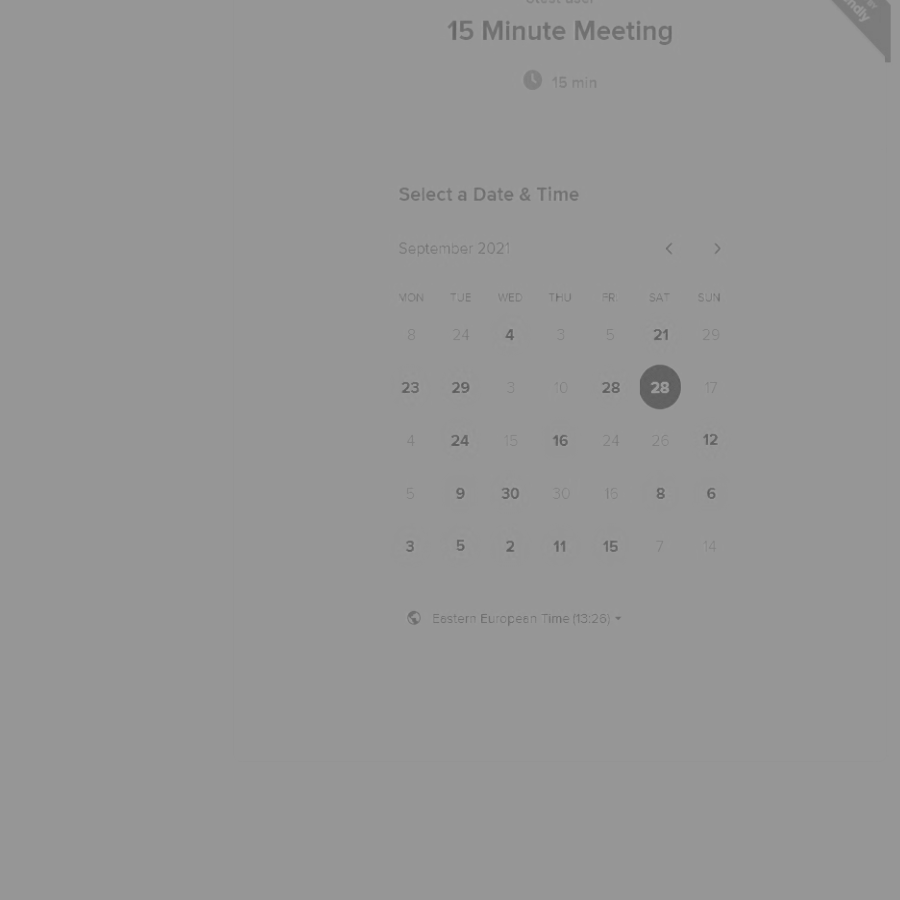 15 Minute Meeting
15 min
Select a Date & Time
September 2021
MON TUE WED THU FRI SAT SUN
8 24 4 3 5 21 29
23 29 3 10 28 28 17
4 24 15 16 24 26 12
5 9 30 30 15 8 6
3 5 2 11 15 7 14
Eastern European Time (13:26)